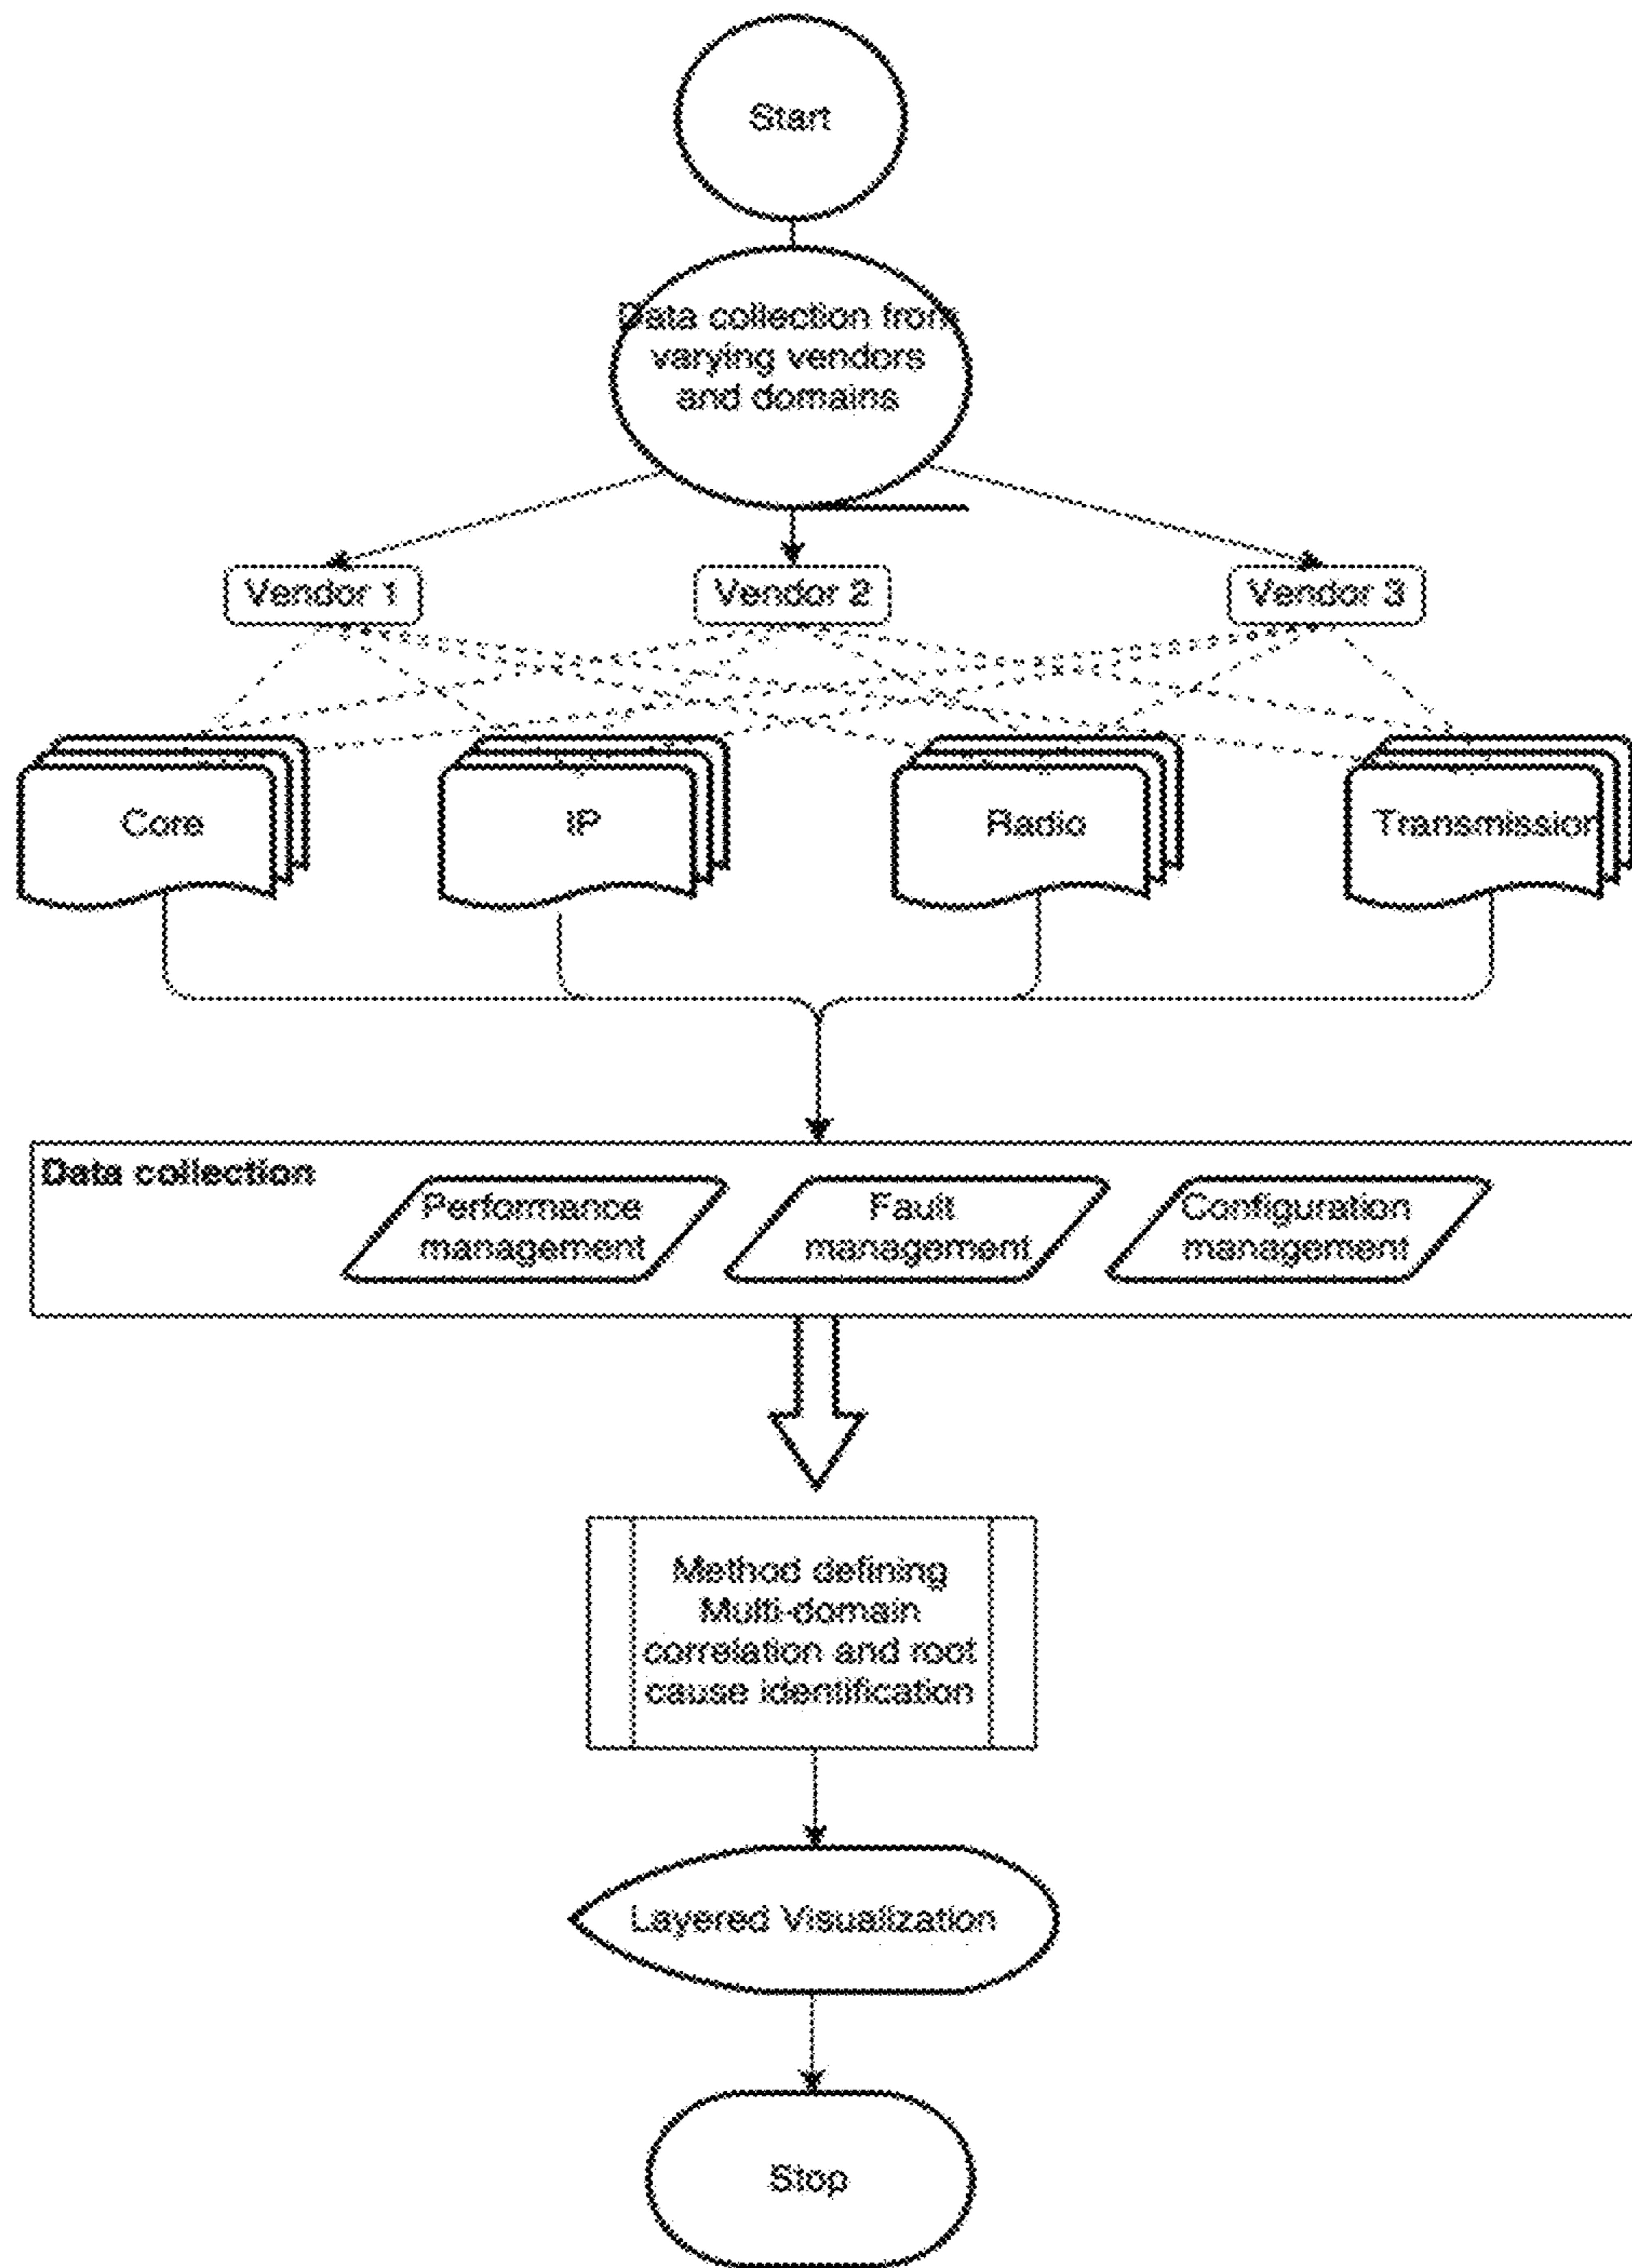 Start
Data collection from
varying vendors
and domains
Vendor 1
Vendor 2
Vendor 3
Core
IP
Radio
Transmission
Data collection
Performance
management
Fault
management
Configuration
management
Method defining
Multi-domain
correlation and root
cause identification
Layered Visualization
Stop